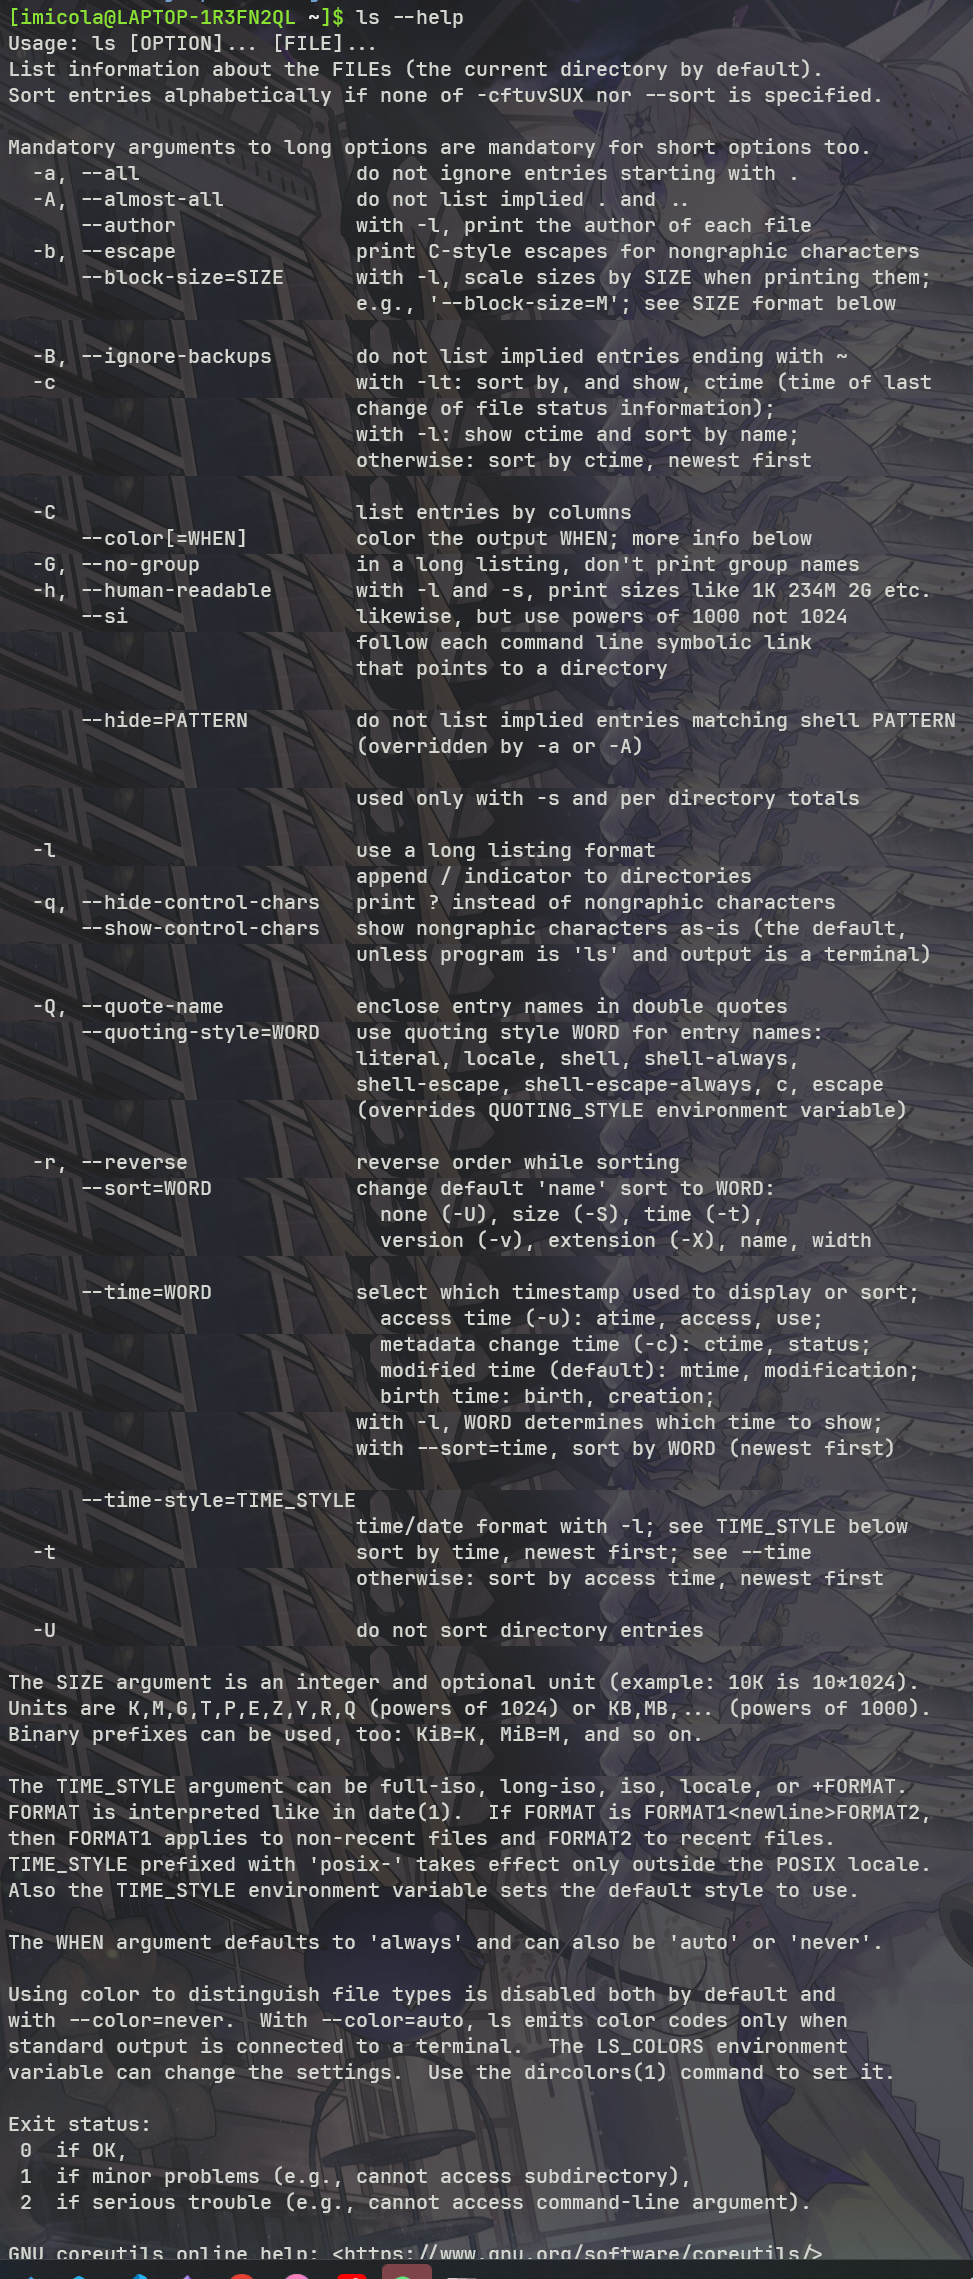 [imicola@LAPTOP-1R3FN2QL ~]$ ls --help
Usage: ls [OPTION]... [FILE]...
List information about the FILEs (the current directory by default).
Sort entries alphabetically if none of -cftuvSUX nor --sort is specified.

Mandatory arguments to long options are mandatory for short options too.
  -a, --all                  do not ignore entries starting with .
  -A, --almost-all           do not list implied . and ..
      --author               with -l, print the author of each file
  -b, --escape               print C-style escapes for nongraphic characters
      --block-size=SIZE      with -l, scale sizes by SIZE when printing them;
                             e.g., '--block-size=M'; see SIZE format below

  -B, --ignore-backups       do not list implied entries ending with ~
  -c                         with -lt: sort by, and show, ctime (time of last
                             change of file status information);
                             with -l: show ctime and sort by name;
                             otherwise: sort by ctime, newest first

  -C                         list entries by columns
      --color[=WHEN]         color the output WHEN; more info below
  -G, --no-group             in a long listing, don't print group names
  -h, --human-readable       with -l and -s, print sizes like 1K 234M 2G etc.
      --si                   likewise, but use powers of 1000 not 1024
                             follow each command line symbolic link
                             that points to a directory

      --hide=PATTERN         do not list implied entries matching shell PATTERN
                             (overridden by -a or -A)

                             used only with -s and per directory totals

  -l                         use a long listing format
                             append / indicator to directories
  -q, --hide-control-chars   print ? instead of nongraphic characters
      --show-control-chars   show nongraphic characters as-is (the default,
                             unless program is 'ls' and output is a terminal)

  -Q, --quote-name           enclose entry names in double quotes
      --quoting-style=WORD   use quoting style WORD for entry names:
                             literal, locale, shell, shell-always,
                             shell-escape, shell-escape-always, c, escape
                             (overrides QUOTING_STYLE environment variable)

  -r, --reverse              reverse order while sorting
      --sort=WORD            change default 'name' sort to WORD:
                               none (-U), size (-S), time (-t),
                               version (-v), extension (-X), name, width

      --time=WORD            select which timestamp used to display or sort;
                               access time (-u): atime, access, use;
                               metadata change time (-c): ctime, status;
                               modified time (default): mtime, modification;
                               birth time: birth, creation;
                             with -l, WORD determines which time to show;
                             with --sort=time, sort by WORD (newest first)

      --time-style=TIME_STYLE
                             time/date format with -l; see TIME_STYLE below
  -t                         sort by time, newest first; see --time
                             otherwise: sort by access time, newest first

  -U                         do not sort directory entries

The SIZE argument is an integer and optional unit (example: 10K is 10*1024).
Units are K,M,G,T,P,E,Z,Y,R,Q (powers of 1024) or KB,MB,... (powers of 1000).
Binary prefixes can be used, too: KiB=K, MiB=M, and so on.

The TIME_STYLE argument can be full-iso, long-iso, iso, locale, or +FORMAT.
FORMAT is interpreted like in date(1).  If FORMAT is FORMAT1<newline>FORMAT2,
then FORMAT1 applies to non-recent files and FORMAT2 to recent files.
TIME_STYLE prefixed with 'posix-' takes effect only outside the POSIX locale.
Also the TIME_STYLE environment variable sets the default style to use.

The WHEN argument defaults to 'always' and can also be 'auto' or 'never'.

Using color to distinguish file types is disabled both by default and
with --color=never.  With --color=auto, ls emits color codes only when
standard output is connected to a terminal.  The LS_COLORS environment
variable can change the settings.  Use the dircolors(1) command to set it.

Exit status:
 0  if OK,
 1  if minor problems (e.g., cannot access subdirectory),
 2  if serious trouble (e.g., cannot access command-line argument).

GNU coreutils online help: <https://www.gnu.org/software/coreutils/>